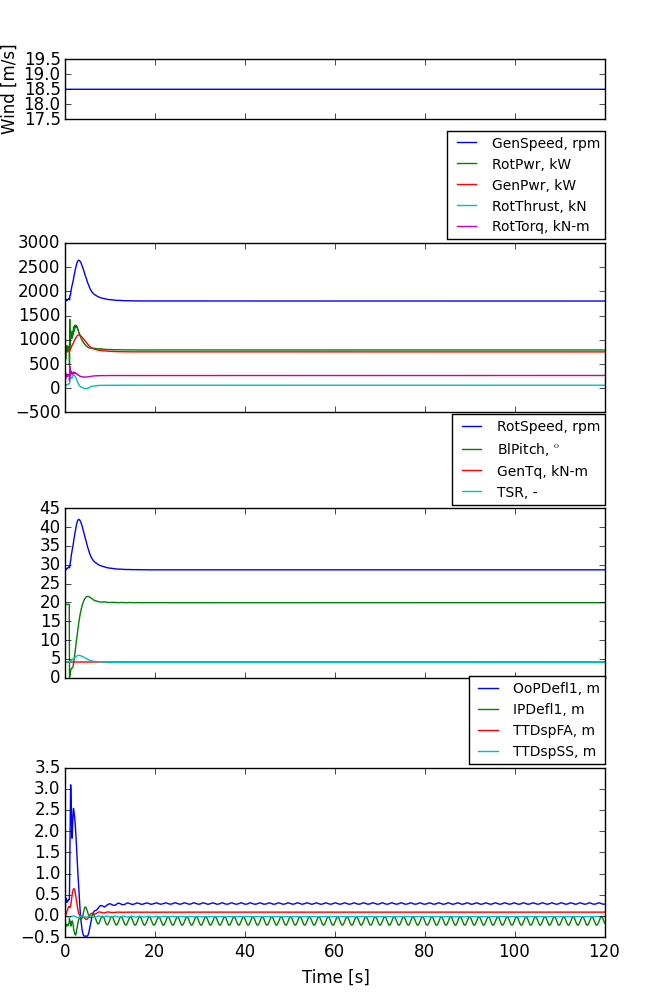 Wind [m/s]
19.5
19.0
18.5
18.0
17.5
GenSpeed, rpm
RotPwr, kW
GenPwr, kW
RotThrust, kN
RotTorq, kN-m
3000
2500
2000
1500
1000
500
0
−500
RotSpeed, rpm
BlPitch, °
GenTq, kN-m
TSR, -
45
40
35
30
25
20
15
10
5
0
OoPDefl1, m
IPDefl1, m
TTDspFA, m
TTDspSS, m
3.5
3.0
2.5
2.0
1.5
1.0
0.5
0.0
−0.5
0 20 40 60 80 100 120
Time [s]